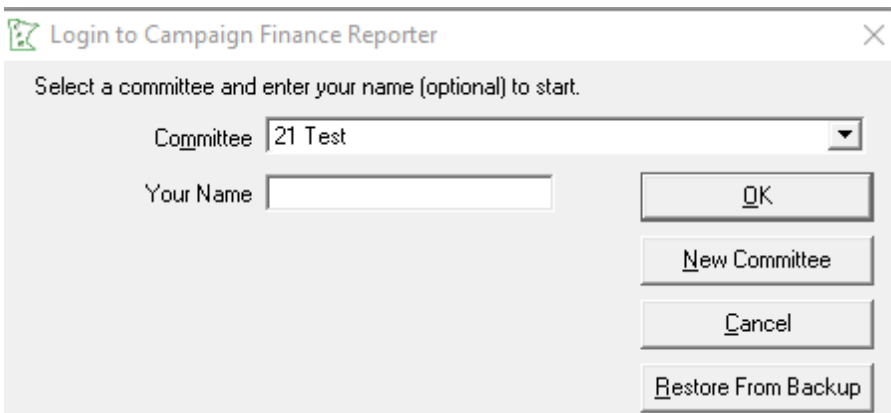 Login to Campaign Finance Reporter
Select a committee and enter your name (optional) to start.
Committee 21 Test
Your Name
OK
New Committee
Cancel
Restore From Backup